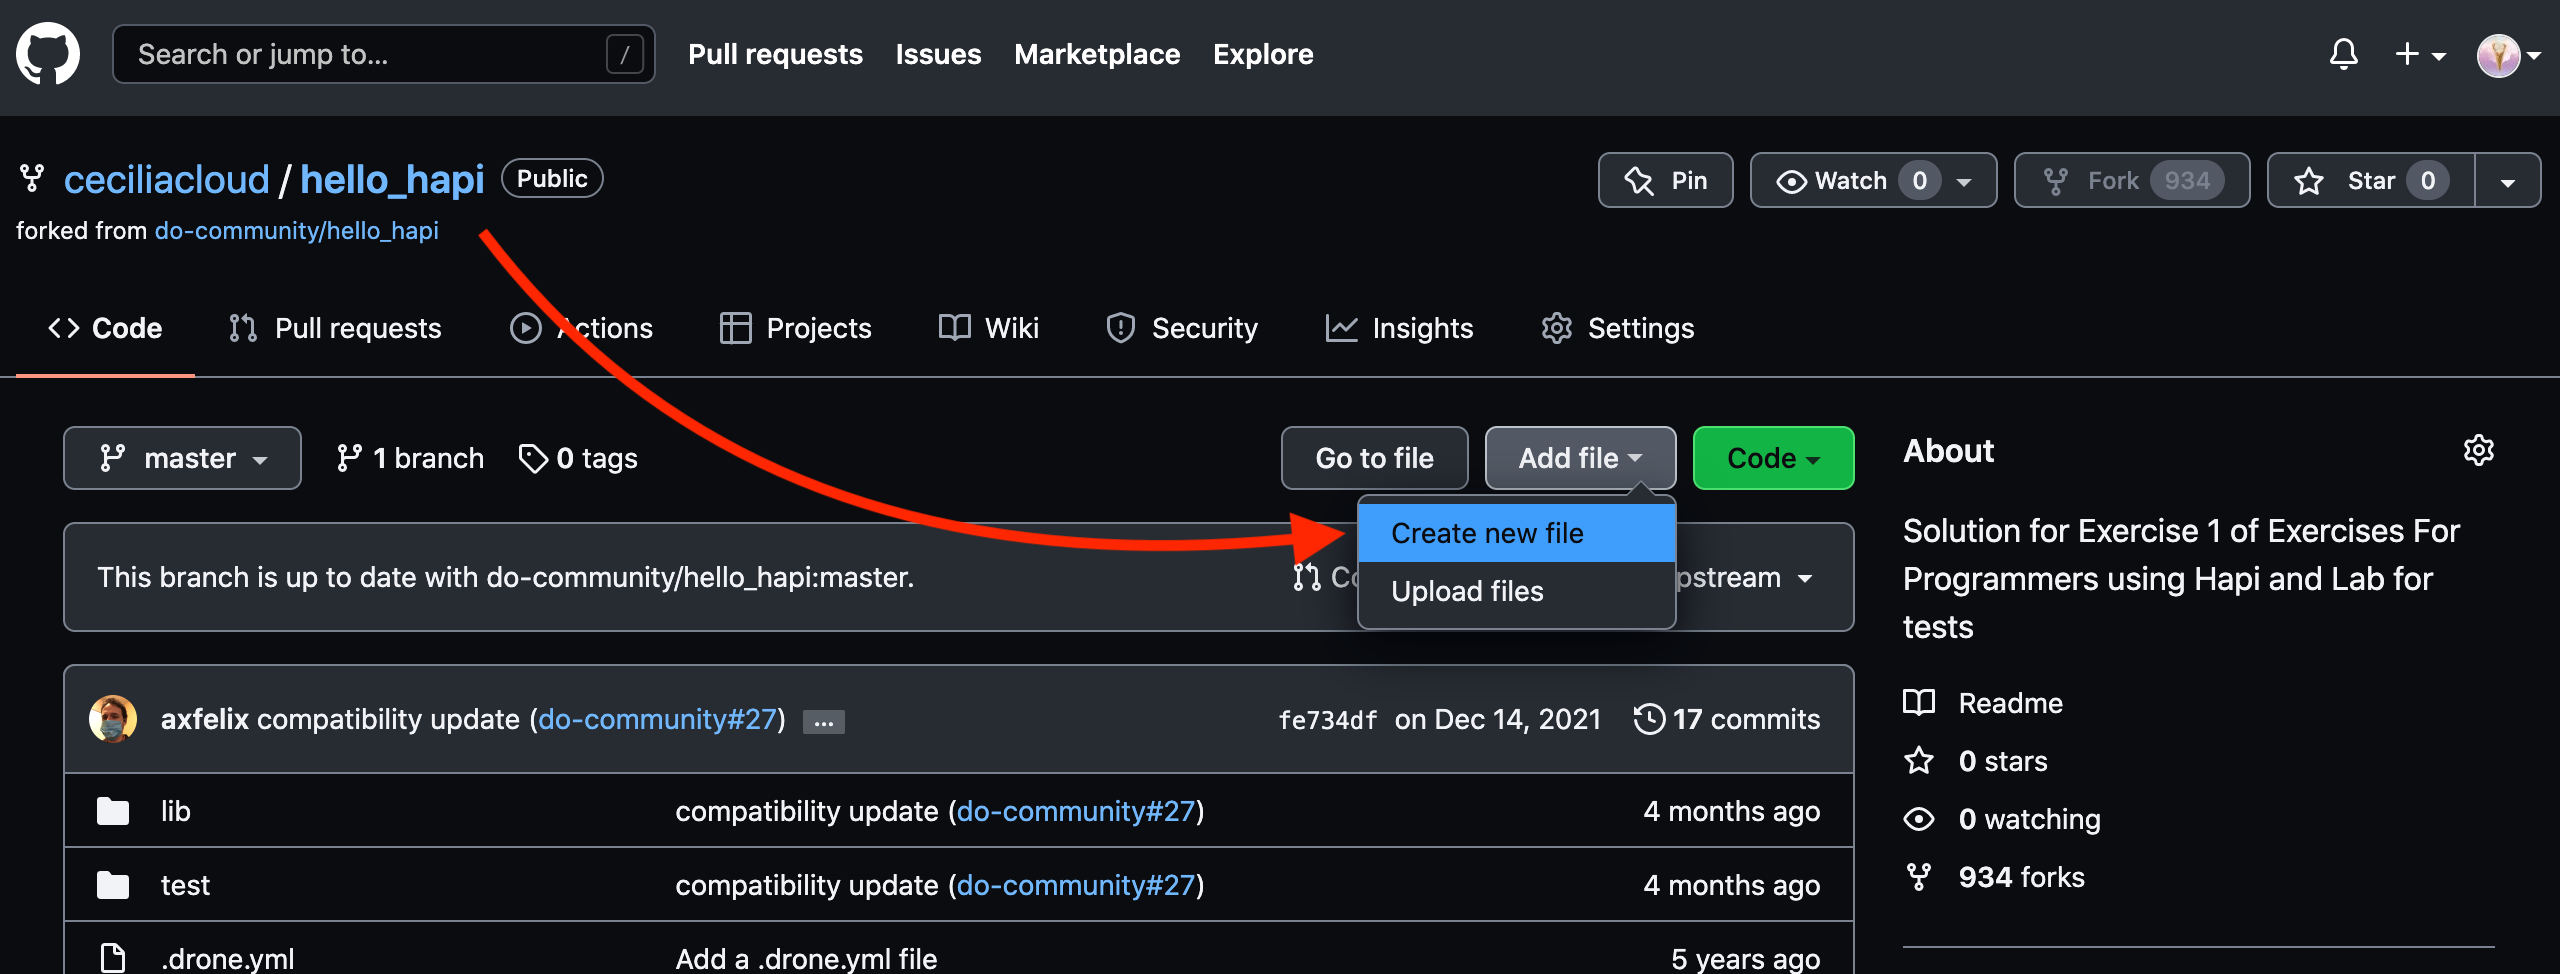 Search or jump to... / Pull requests Issues Marketplace Explore
ceciliacloud / hello_hapi Public Pin Watch 0 Fork 934 Star 0
forked from do-community/hello_hapi
Code Pull requests Actions Projects Wiki Security Insights Settings
master 1 branch 0 tags Go to file Add file Code
About
Create new file
Upload files
This branch is up to date with do-community/hello_hapi:master.
Solution for Exercise 1 of Exercises For
Programmers using Hapi and Lab for
tests
axfelix compatibility update (do-community#27) ... fe734df on Dec 14, 2021 17 commits
lib compatibility update (do-community#27) 4 months ago
test compatibility update (do-community#27) 4 months ago
.drone.yml Add a .drone.yml file 5 years ago
Readme
0 stars
0 watching
934 forks